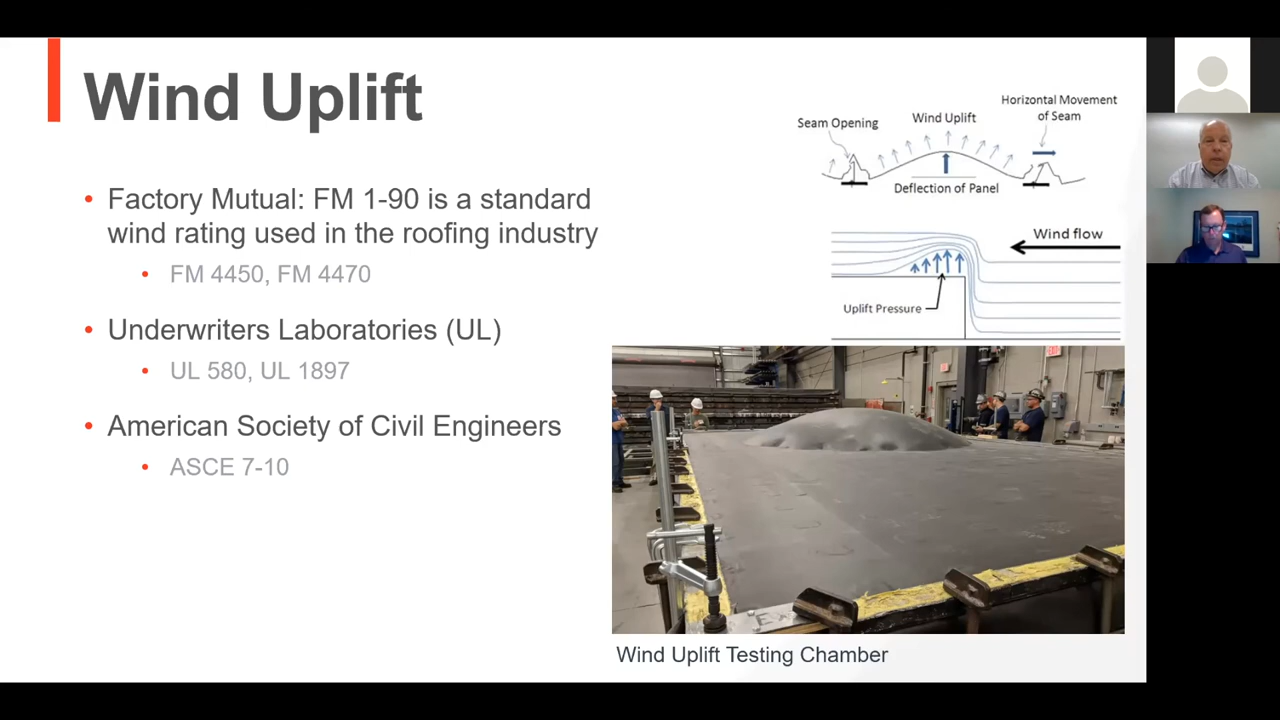 Wind Uplift
• Factory Mutual: FM 1-90 is a standard
wind rating used in the roofing industry
• FM 4450, FM 4470
• Underwriters Laboratories (UL)
• UL 580, UL 1897
• American Society of Civil Engineers
• ASCE 7-10
Seam Opening
Wind Uplift
Horizontal Movement
of Seam
Deflection of Panel
Wind flow
Uplift Pressure
EXIT
Wind Uplift Testing Chamber